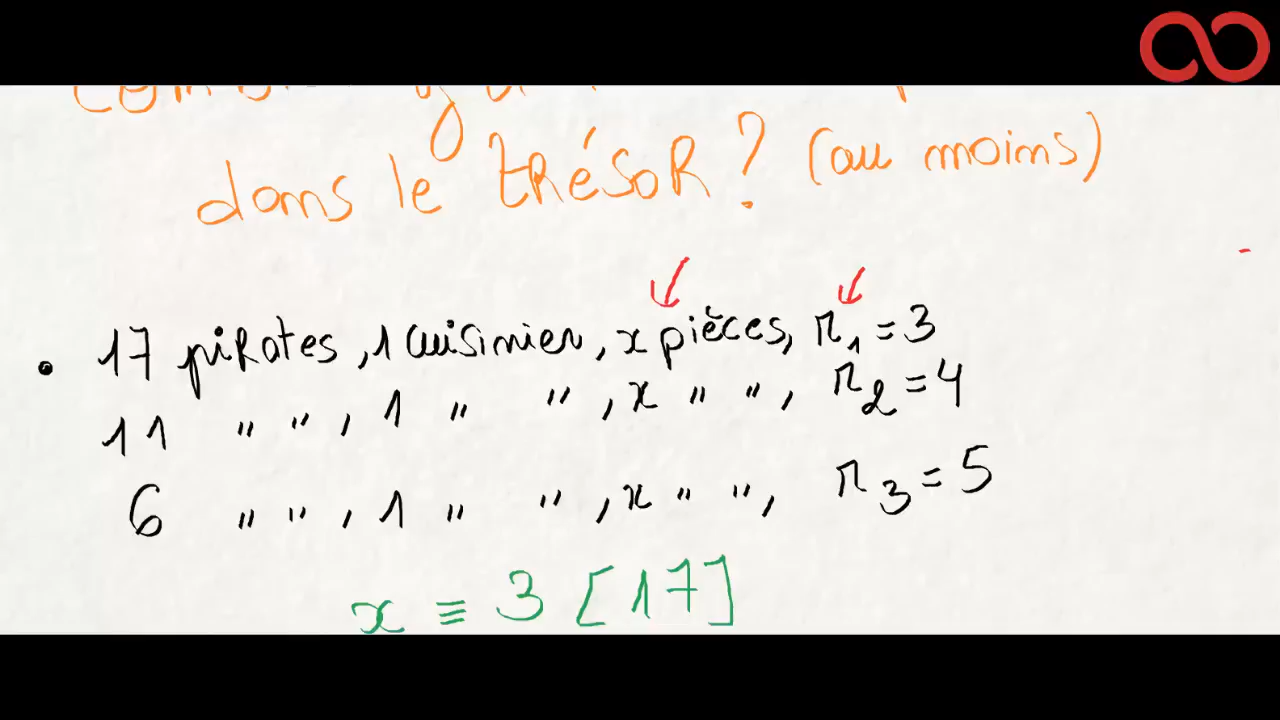 dans le tRéSoR ? (au moins)
• 17 piRates, 1 cuisinier, x pièces, r₁ = 3
11 " ", 1 " ", x " ", r₂ = 4
6 " ", 1 " ", x " ", r₃ = 5
x ≡ 3 [17]